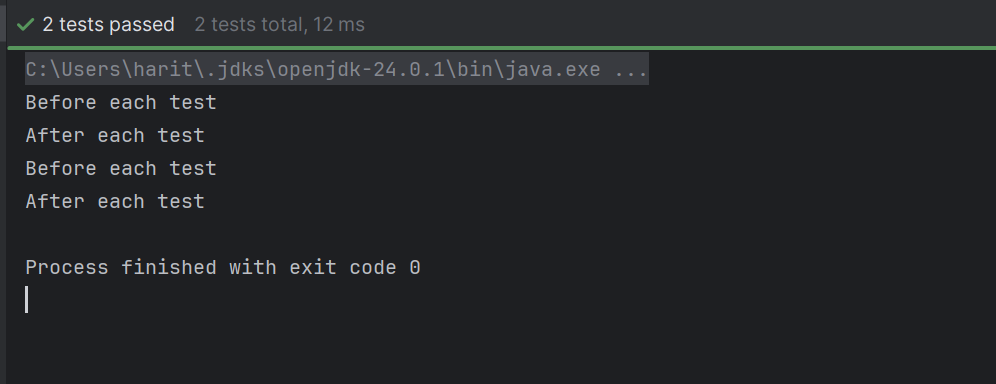 2 tests passed 2 tests total, 12 ms
C:\Users\harit\.jdks\openjdk-24.0.1\bin\java.exe ...
Before each test
After each test
Before each test
After each test
Process finished with exit code 0